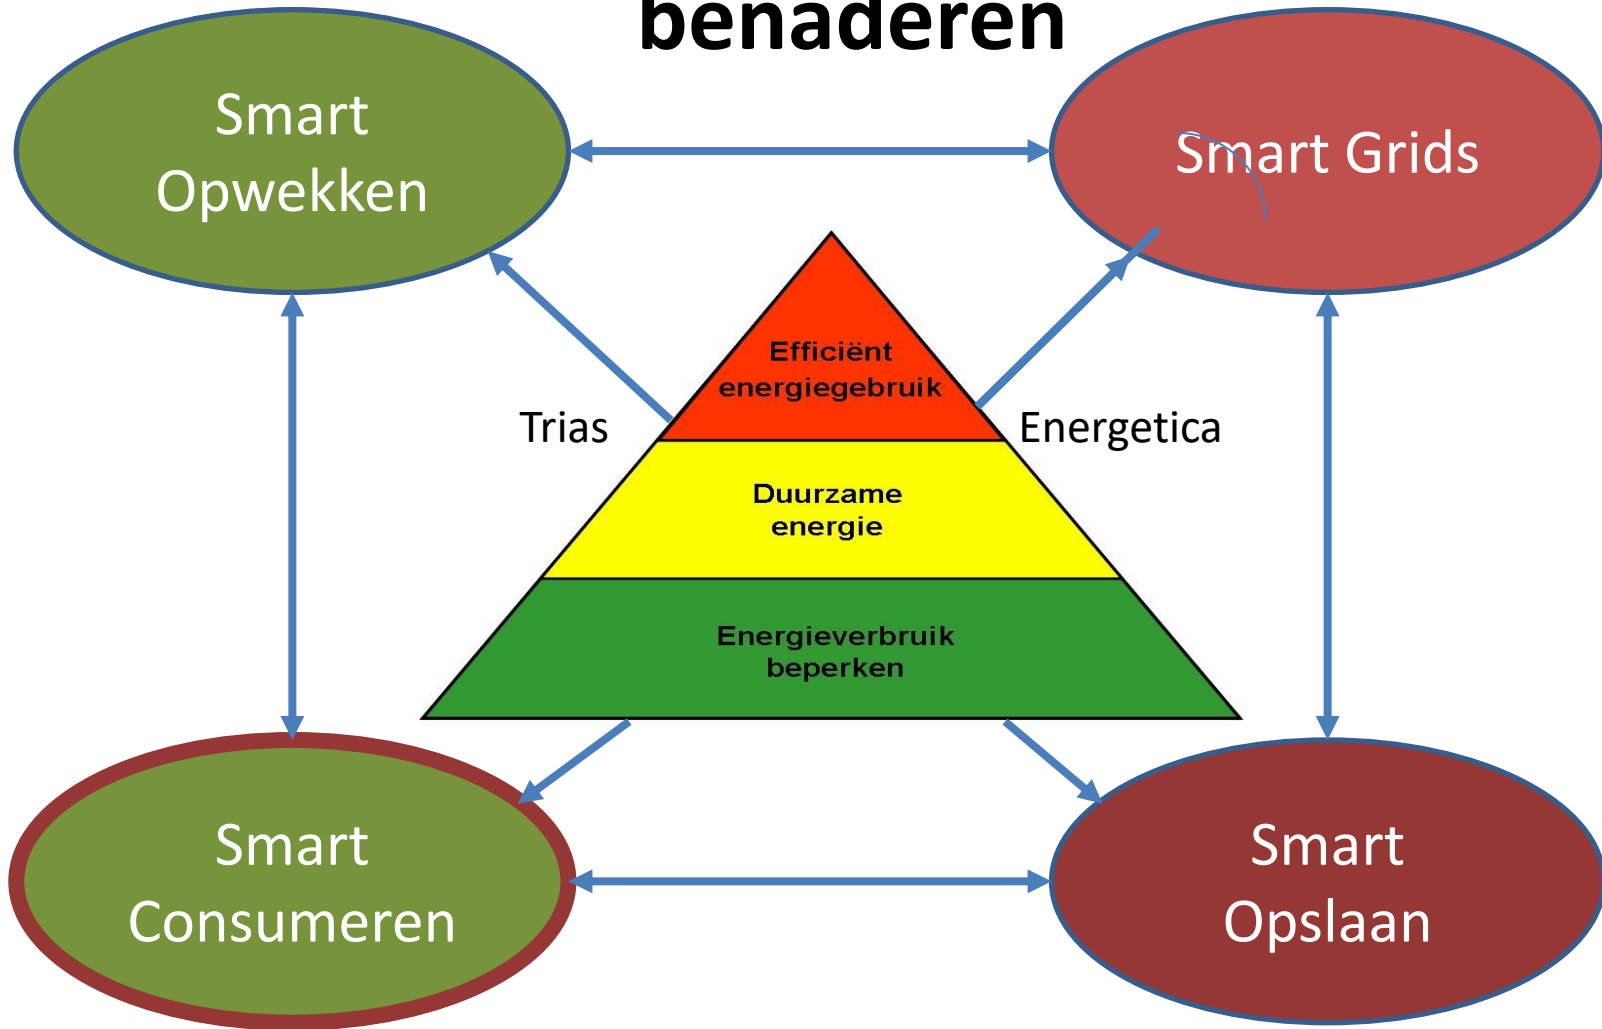 benaderen
Smart
Opwekken
Smart Grids
Efficiënt
energiegebruik
Trias
Energetica
Duurzame
energie
Energieverbruik
beperken
Smart
Consumeren
Smart
Opslaan